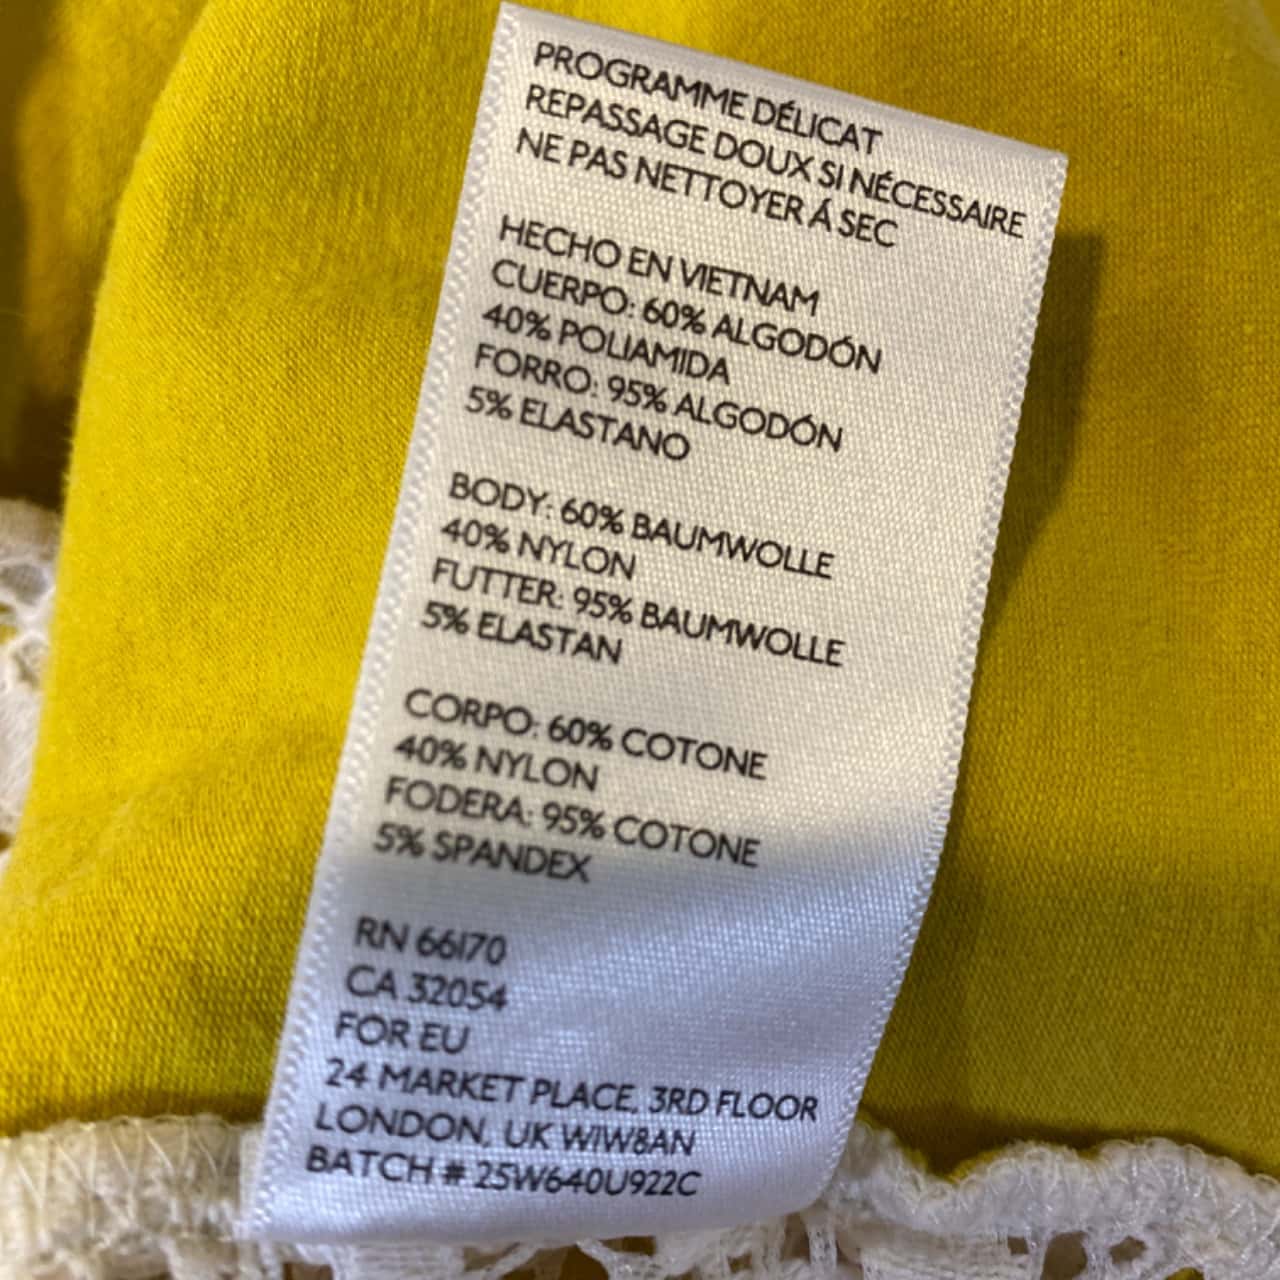 PROGRAMME DÉLICAT
REPASSAGE DOUX SI NÉCESSAIRE
NE PAS NETTOYER Á SEC
HECHO EN VIETNAM
CUERPO: 60% ALGODÓN
40% POLIAMIDA
FORRO: 95% ALGODÓN
5% ELASTANO
BODY: 60% BAUMWOLLE
40% NYLON
FUTTER: 95% BAUMWOLLE
5% ELASTAN
CORPO: 60% COTONE
40% NYLON
FODERA: 95% COTONE
5% SPANDEX
RN 66170
CA 32054
FOR EU
24 MARKET PLACE, 3RD FLOOR
LONDON, UK W1W8AN
BATCH # 25W640U922C